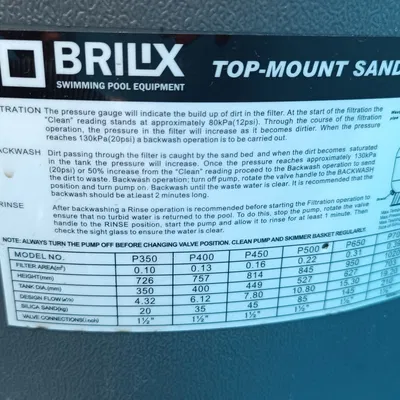 BRILIX
SWIMMING POOL EQUIPMENT
TOP-MOUNT SAND
TRATION The pressure gauge will indicate the build up of dirt in the filter. At the start of the filtration the
"Clean" reading stands at approximately 80kPa(12psi). Through the course of the filtration
operation, the pressure in the filter will increase as it becomes dirtier. When the pressure
reaches 130kPa(20psi) a backwash operation is to be carried out.
BACKWASH Dirt passing through the filter is caught by the sand bed and when the dirt becomes saturated
in the tank the pressure will increase. Once the pressure reaches approximately 130kPa
(20psi) or 50% increase from the "Clean" reading proceed to the Backwash operation to send
the dirt to waste. Backwash operation: turn off pump, rotate the valve handle to the BACKWASH
position and turn pump on. Backwash until the waste water is clear. It is recommended that the
backwash should be at least 2 minutes long.
RINSE After backwashing a Rinse operation is recommended before starting the Filtration operation to
ensure that no turbid water is returned to the pool. To do this, stop the pump, rotate the valve
handle to the RINSE position, start the pump and allow it to rinse for at least 1 minute. Then
check the sight glass to ensure water is clear.
NOTE: ALWAYS TURN THE PUMP OFF BEFORE CHANGING VALVE POSITION. CLEAN PUMP AND SKIMMER BASKET REGULARLY.
MODEL NO. P350 P400 P450 P500 P650
FILTER AREA(m²) 0.10 0.13 0.16 0.22 0.31
HEIGHT(mm) 726 757 814 845 950
TANK DIA.(mm) 350 400 449 527 627
DESIGN FLOW 4.32 6.12 7.80 10.80 15.30
SILICA SAND(kg) 20 35 45 85 145
VALVE CONNECTIONS(inch) 1½" 1½" 1½" 1½" 1½"